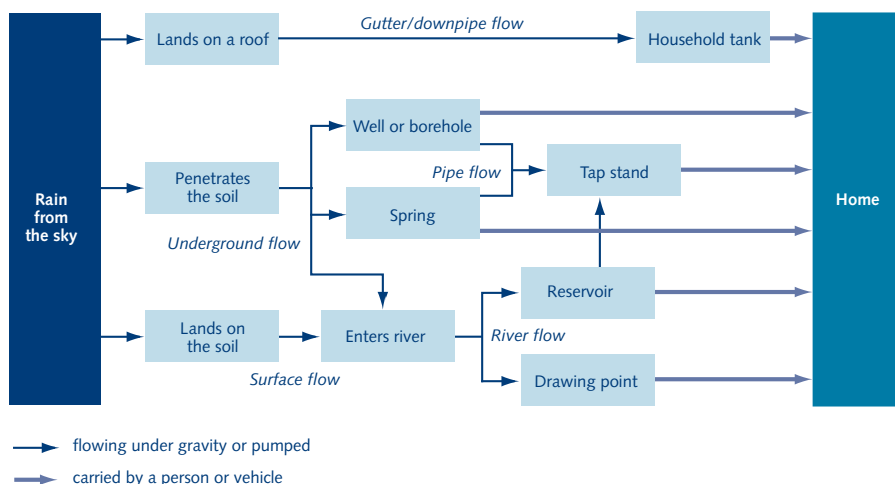 Gutter/downpipe flow
Lands on a roof
Household tank
Well or borehole
Pipe flow
Tap stand
Penetrates
the soil
Rain
from
the sky
Home
Spring
Underground flow
Reservoir
Lands on
the soil
Enters river
River flow
Surface flow
Drawing point
flowing under gravity or pumped
carried by a person or vehicle